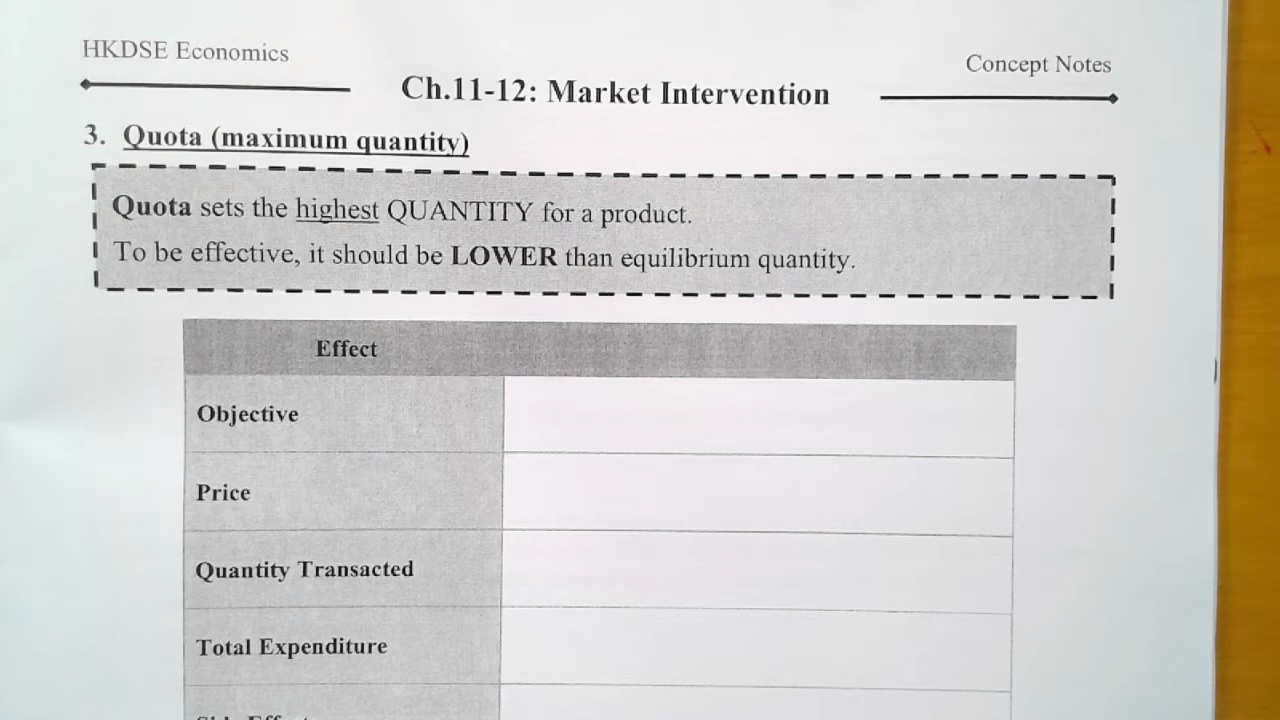 HKDSE Economics
Concept Notes
Ch.11-12: Market Intervention
3. Quota (maximum quantity)
Quota sets the highest QUANTITY for a product.
To be effective, it should be LOWER than equilibrium quantity.
Effect
Objective
Price
Quantity Transacted
Total Expenditure